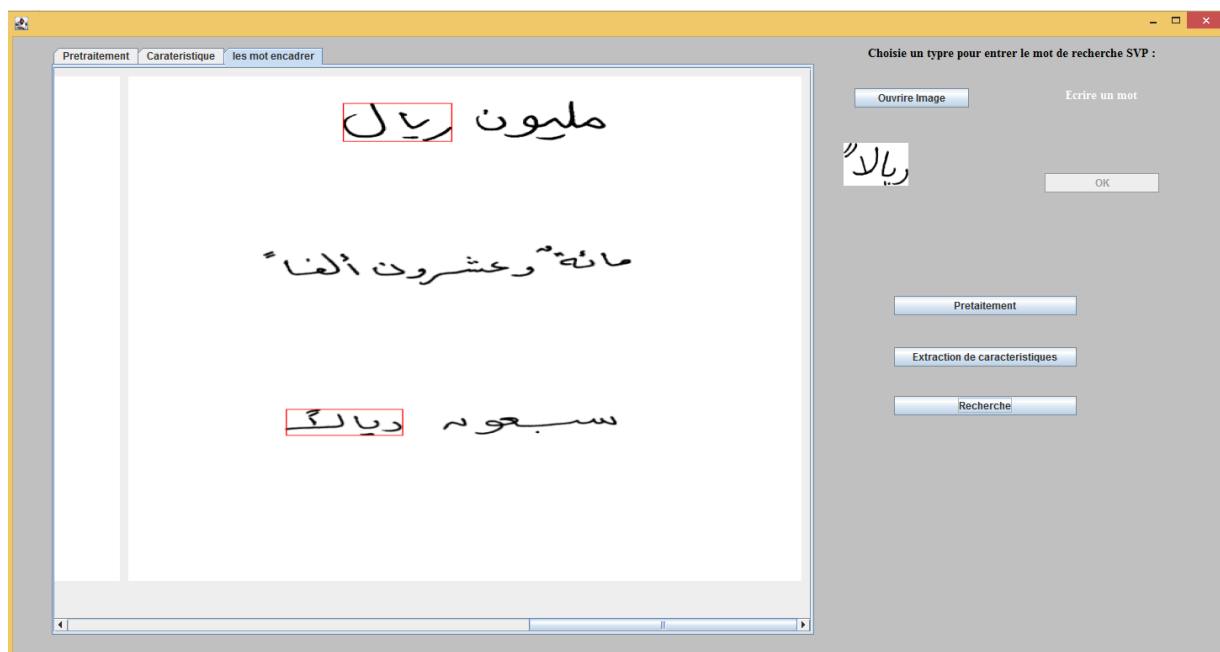 Pretraitement Carateristique les mot encadrer
Choisie un typre pour entrer le mot de recherche SVP :
Ouvrire Image Ecrire un mot
ريالاً
OK
مليون ريال
مائةٌ وعشرون ألفاً
سبعون ريالاً
Pretaitement
Extraction de caracteristiques
Recherche